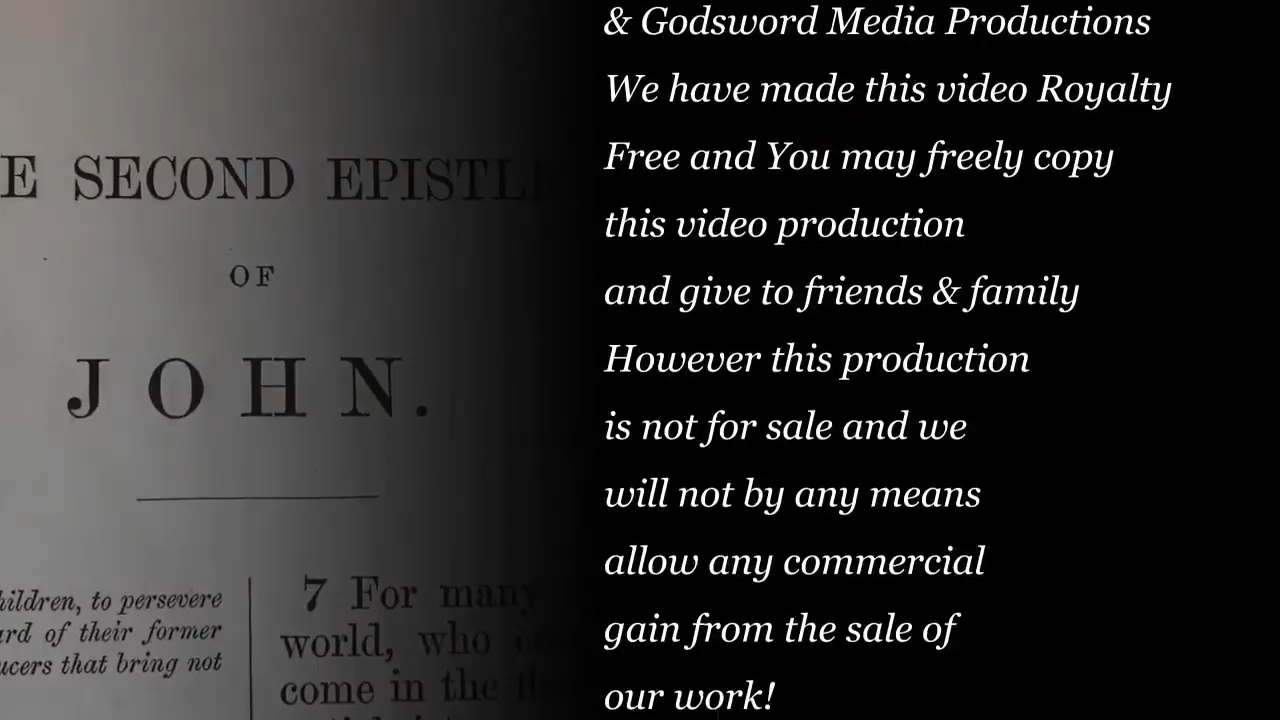 E SECOND EPISTL
OF
JOHN.
hildren, to persevere
ard of their former
ucers that bring not
7 For many
world, who
come in the
& Godsword Media Productions
We have made this video Royalty
Free and You may freely copy
this video production
and give to friends & family
However this production
is not for sale and we
will not by any means
allow any commercial
gain from the sale of
our work!